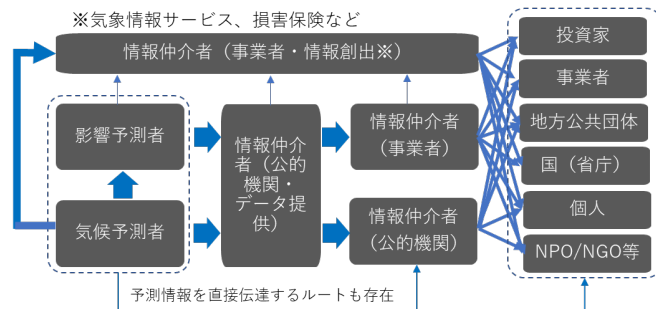 ※気象情報サービス、損害保険など
情報仲介者（事業者・情報創出※）
影響予測者
気候予測者
情報仲介
者（公的
機関・
データ提
供）
情報仲介者
（事業者）
情報仲介者
（公的機関）
投資家
事業者
地方公共団体
国（省庁）
個人
NPO/NGO等
予測情報を直接伝達するルートも存在